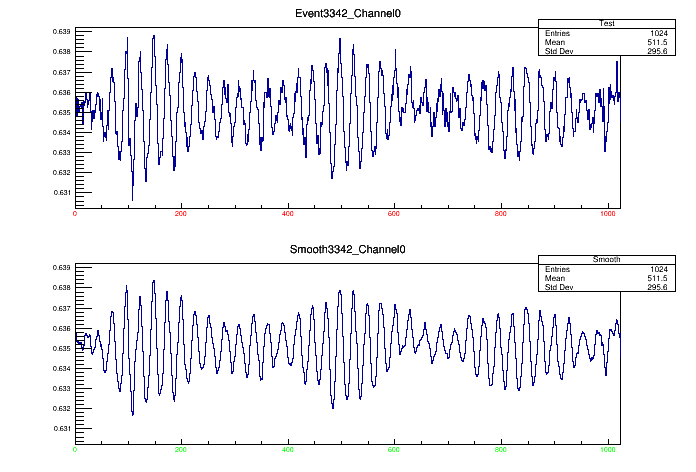 Event3342_Channel0
Test
Entries 1024
Mean 511.5
Std Dev 295.6
0.639
0.638
0.637
0.636
0.635
0.634
0.633
0.632
0.631
0 200 400 600 800 1000
Smooth3342_Channel0
Smooth
Entries 1024
Mean 511.5
Std Dev 295.6
0.639
0.638
0.637
0.636
0.635
0.634
0.633
0.632
0.631
0 200 400 600 800 1000